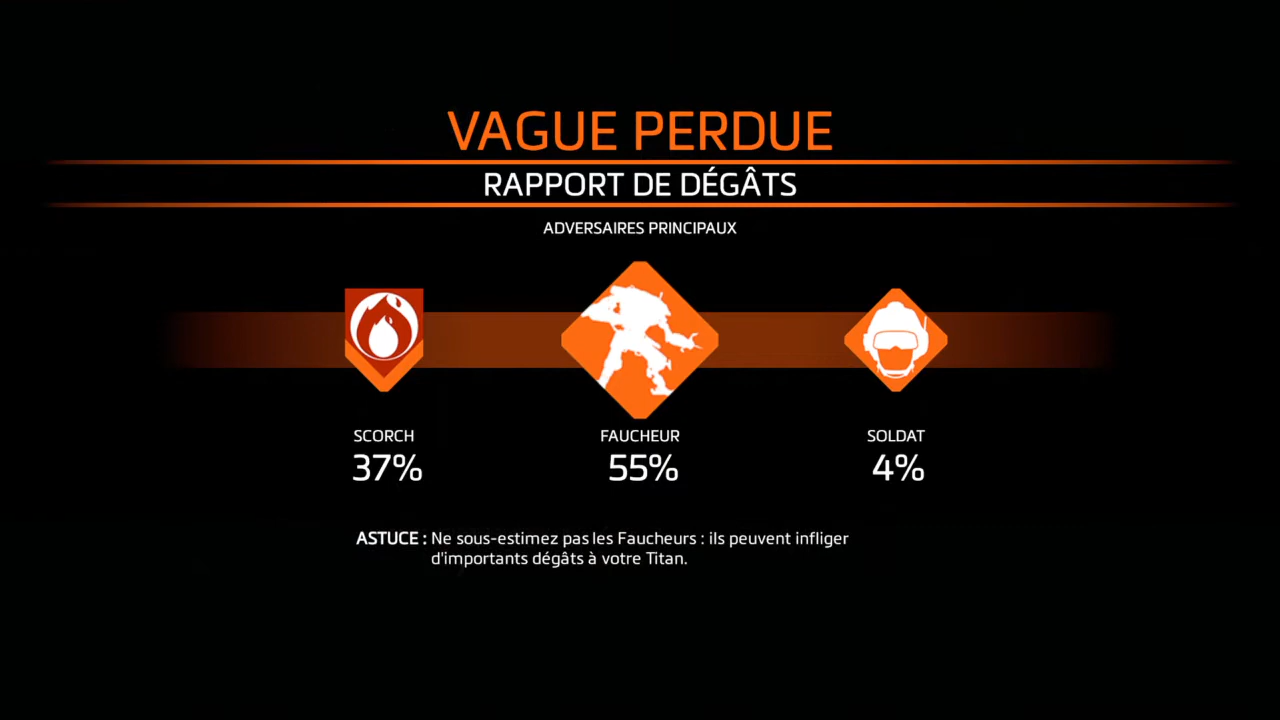 VAGUE PERDUE
RAPPORT DE DÉGÂTS
ADVERSAIRES PRINCIPAUX
SCORCH
FAUCHEUR
SOLDAT
37%
55%
4%
ASTUCE : Ne sous-estimez pas les Faucheurs : ils peuvent infliger
d'importants dégâts à votre Titan.